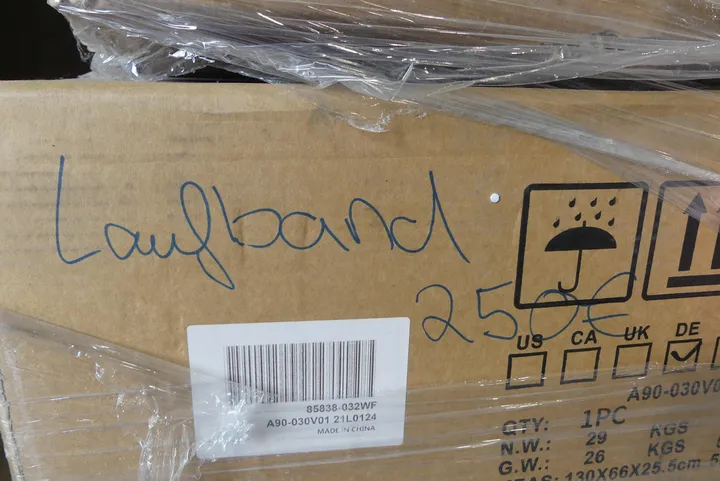 Laufband
250€
US CA UK DE
85838-032WF
A90-030V01 21L0124
MADE IN CHINA
A90-030V01
QTY: 1PC
N.W.: 29 KGS
G.W.: 26 KGS
130X66X25.5cm